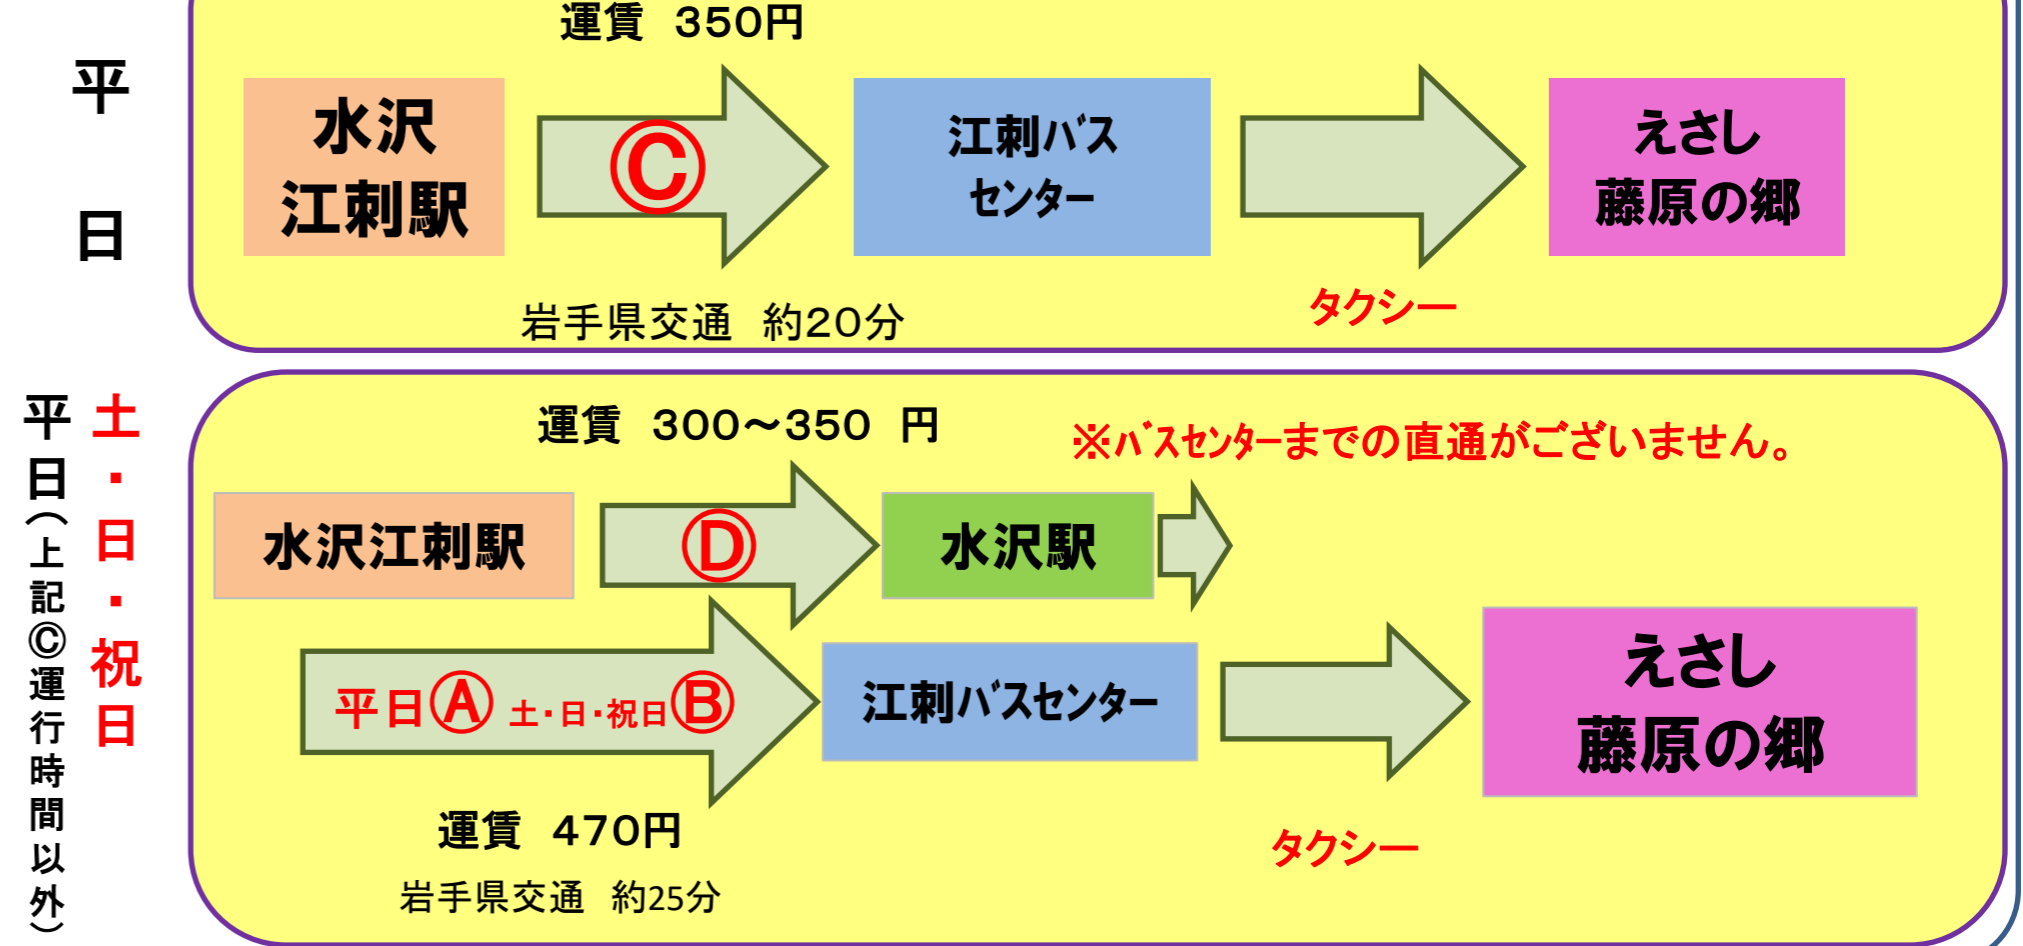 平日
運賃　350円
水沢
江刺駅
Ⓒ
江刺バス
センター
えさし
藤原の郷
岩手県交通　約20分
タクシー
土・日・祝日
平日（上記Ⓒ運行時間以外）
運賃　300～350　円
※バスセンターまでの直通がございません。
水沢江刺駅
Ⓓ
水沢駅
平日Ⓐ 土・日・祝日Ⓑ
江刺バスセンター
えさし
藤原の郷
運賃　470円
タクシー
岩手県交通　約25分